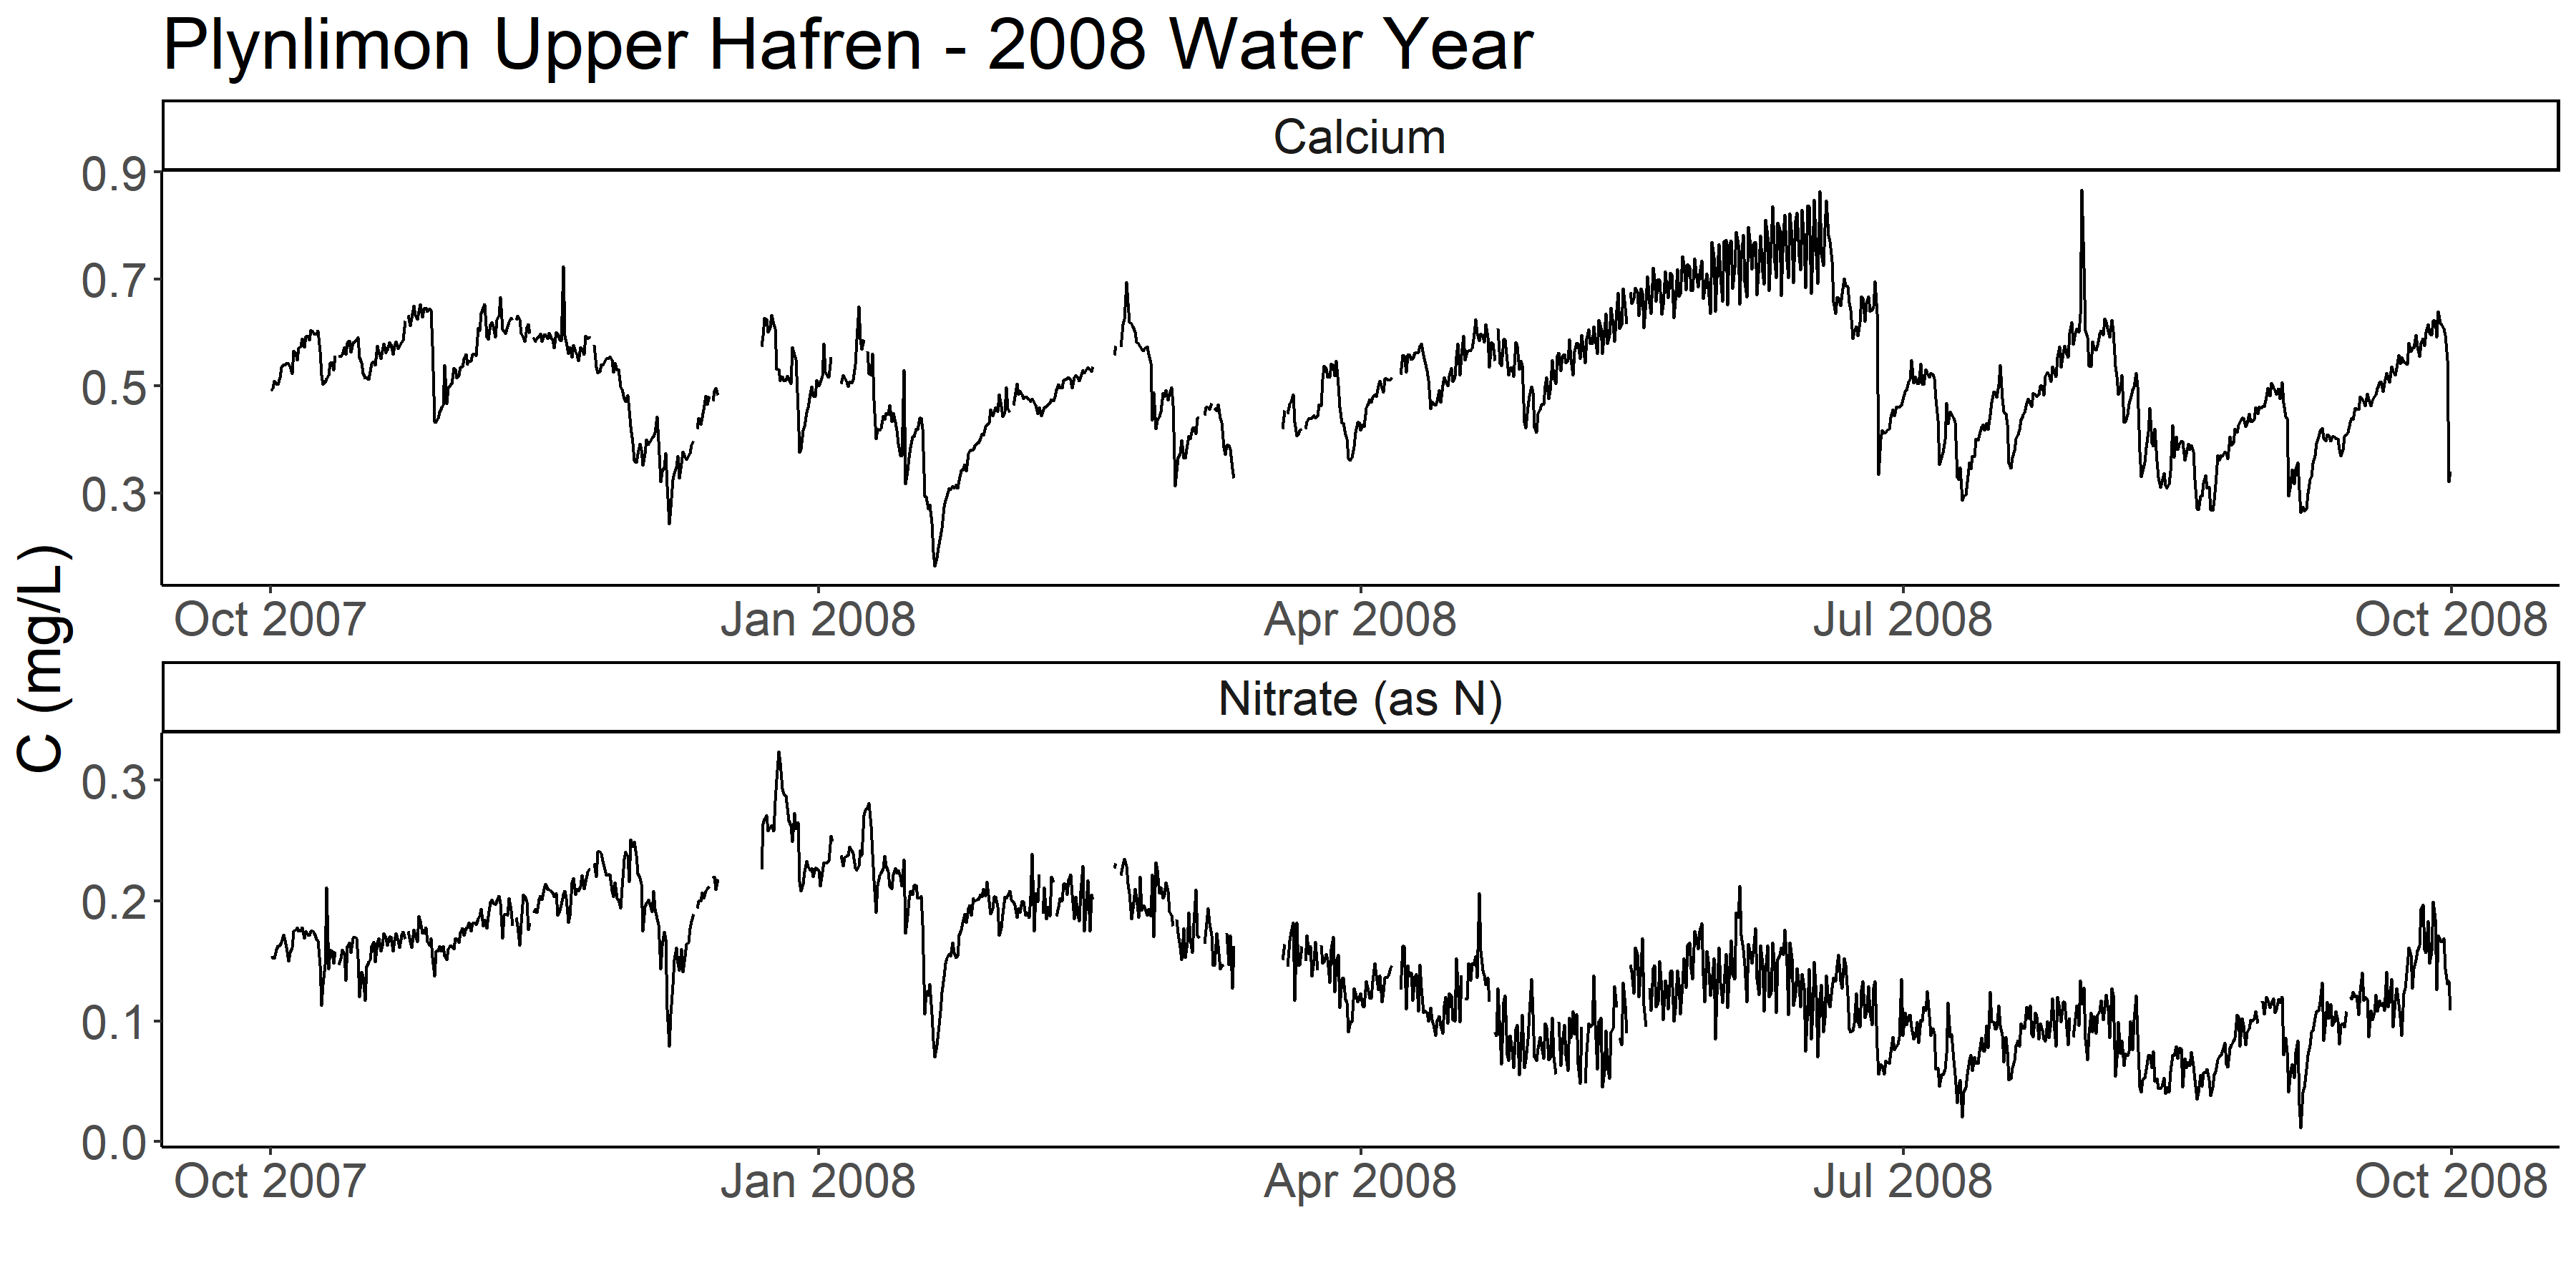 Plynlimon Upper Hafren - 2008 Water Year
Calcium
0.9
0.7
0.5
0.3
Oct 2007 Jan 2008 Apr 2008 Jul 2008 Oct 2008
C (mg/L)
Nitrate (as N)
0.3
0.2
0.1
0.0
Oct 2007 Jan 2008 Apr 2008 Jul 2008 Oct 2008